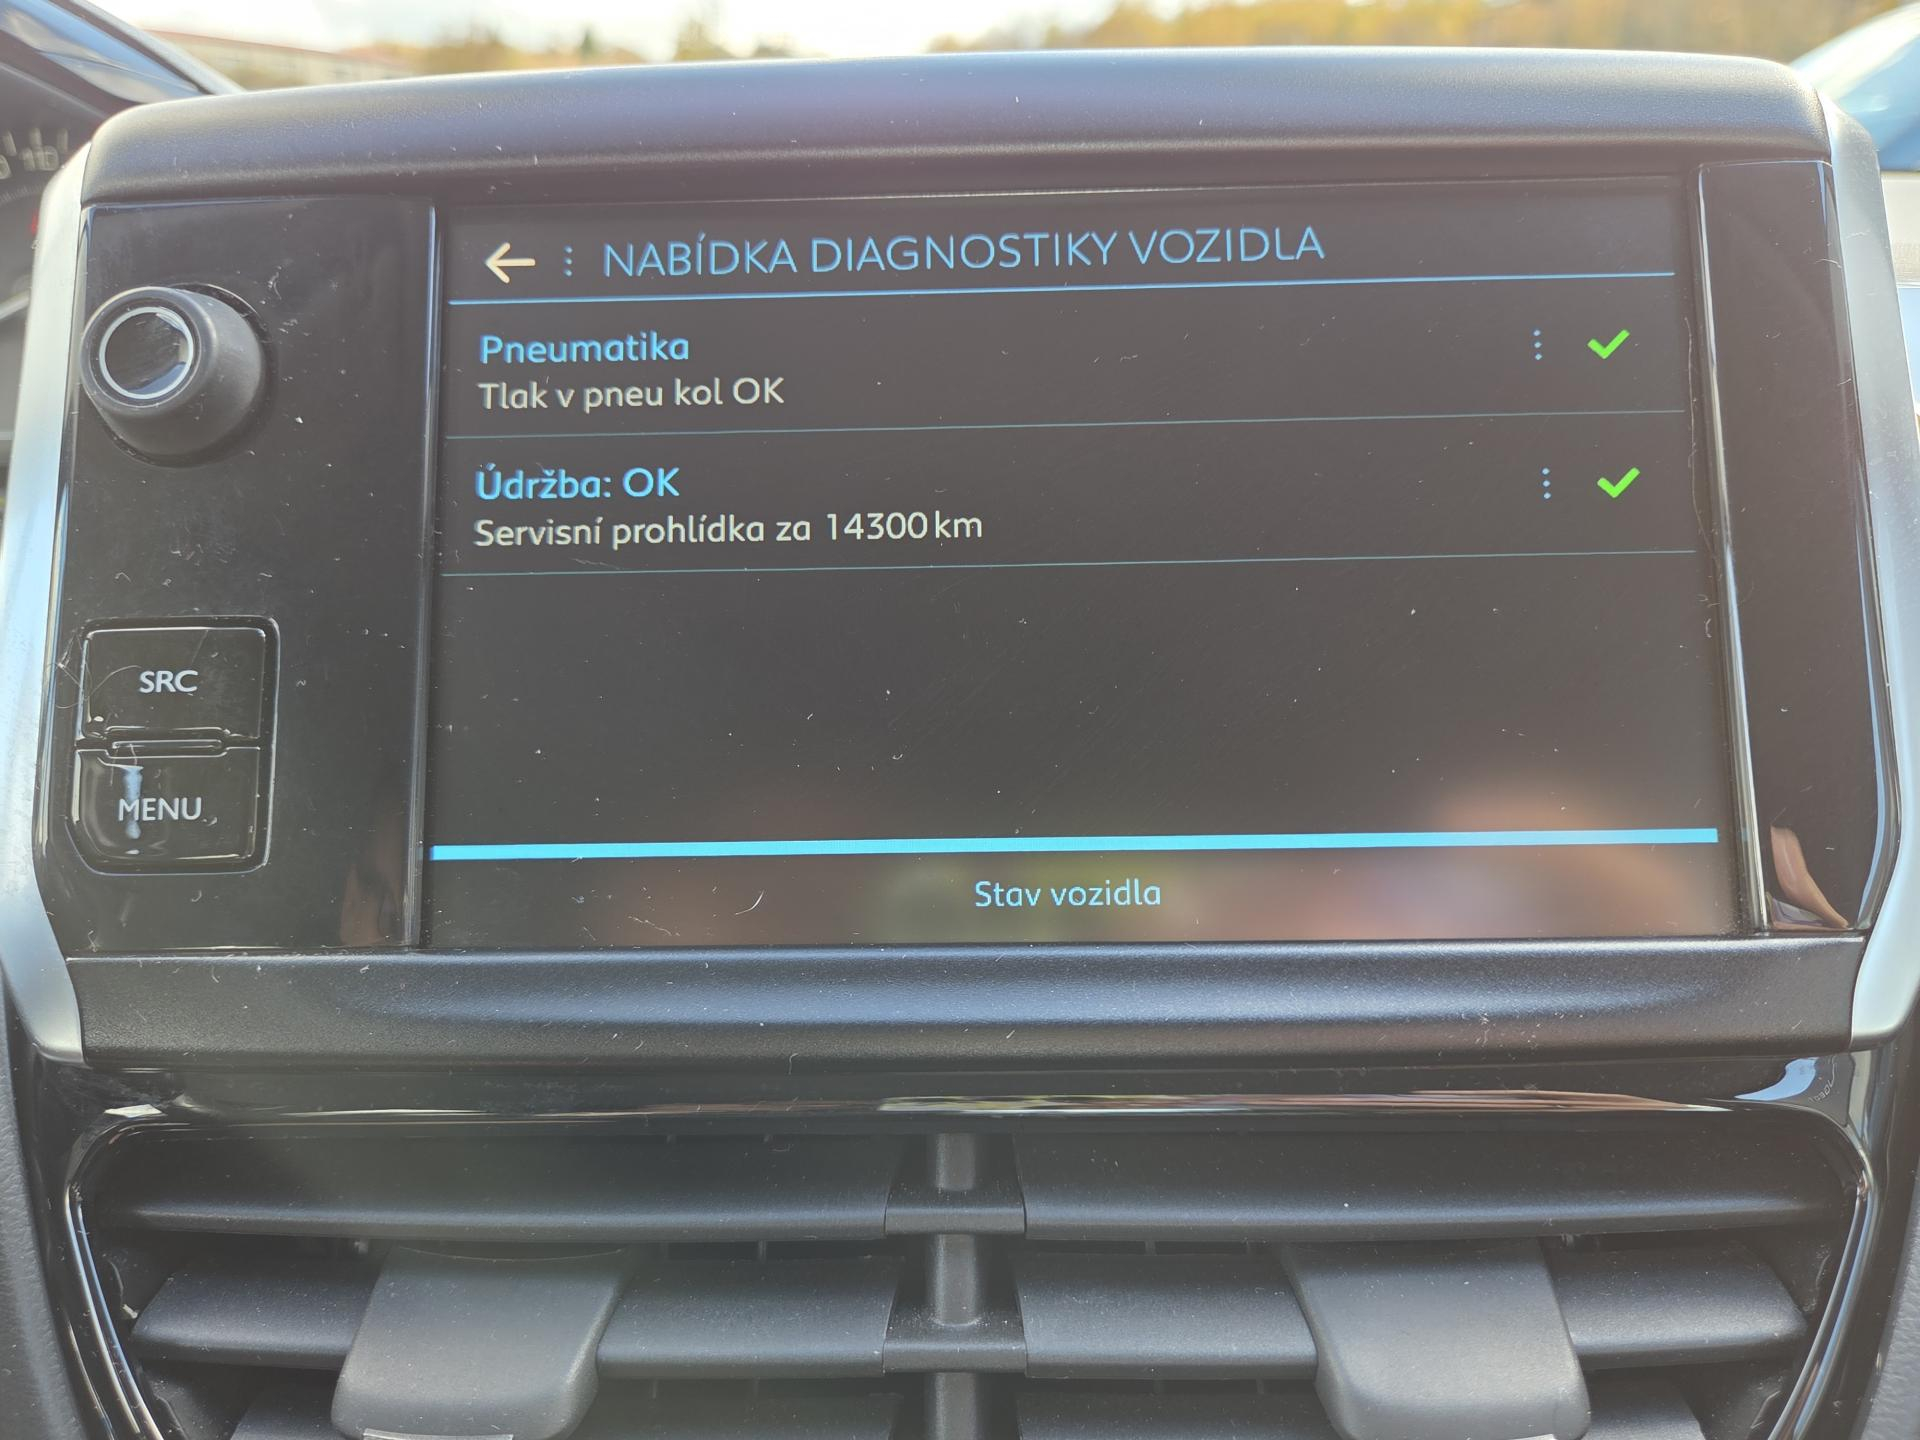 NABÍDKA DIAGNOSTIKY VOZIDLA
Pneumatika
Tlak v pneu kol OK
Údržba: OK
Servisní prohlídka za 14300 km
SRC
MENU
Stav vozidla